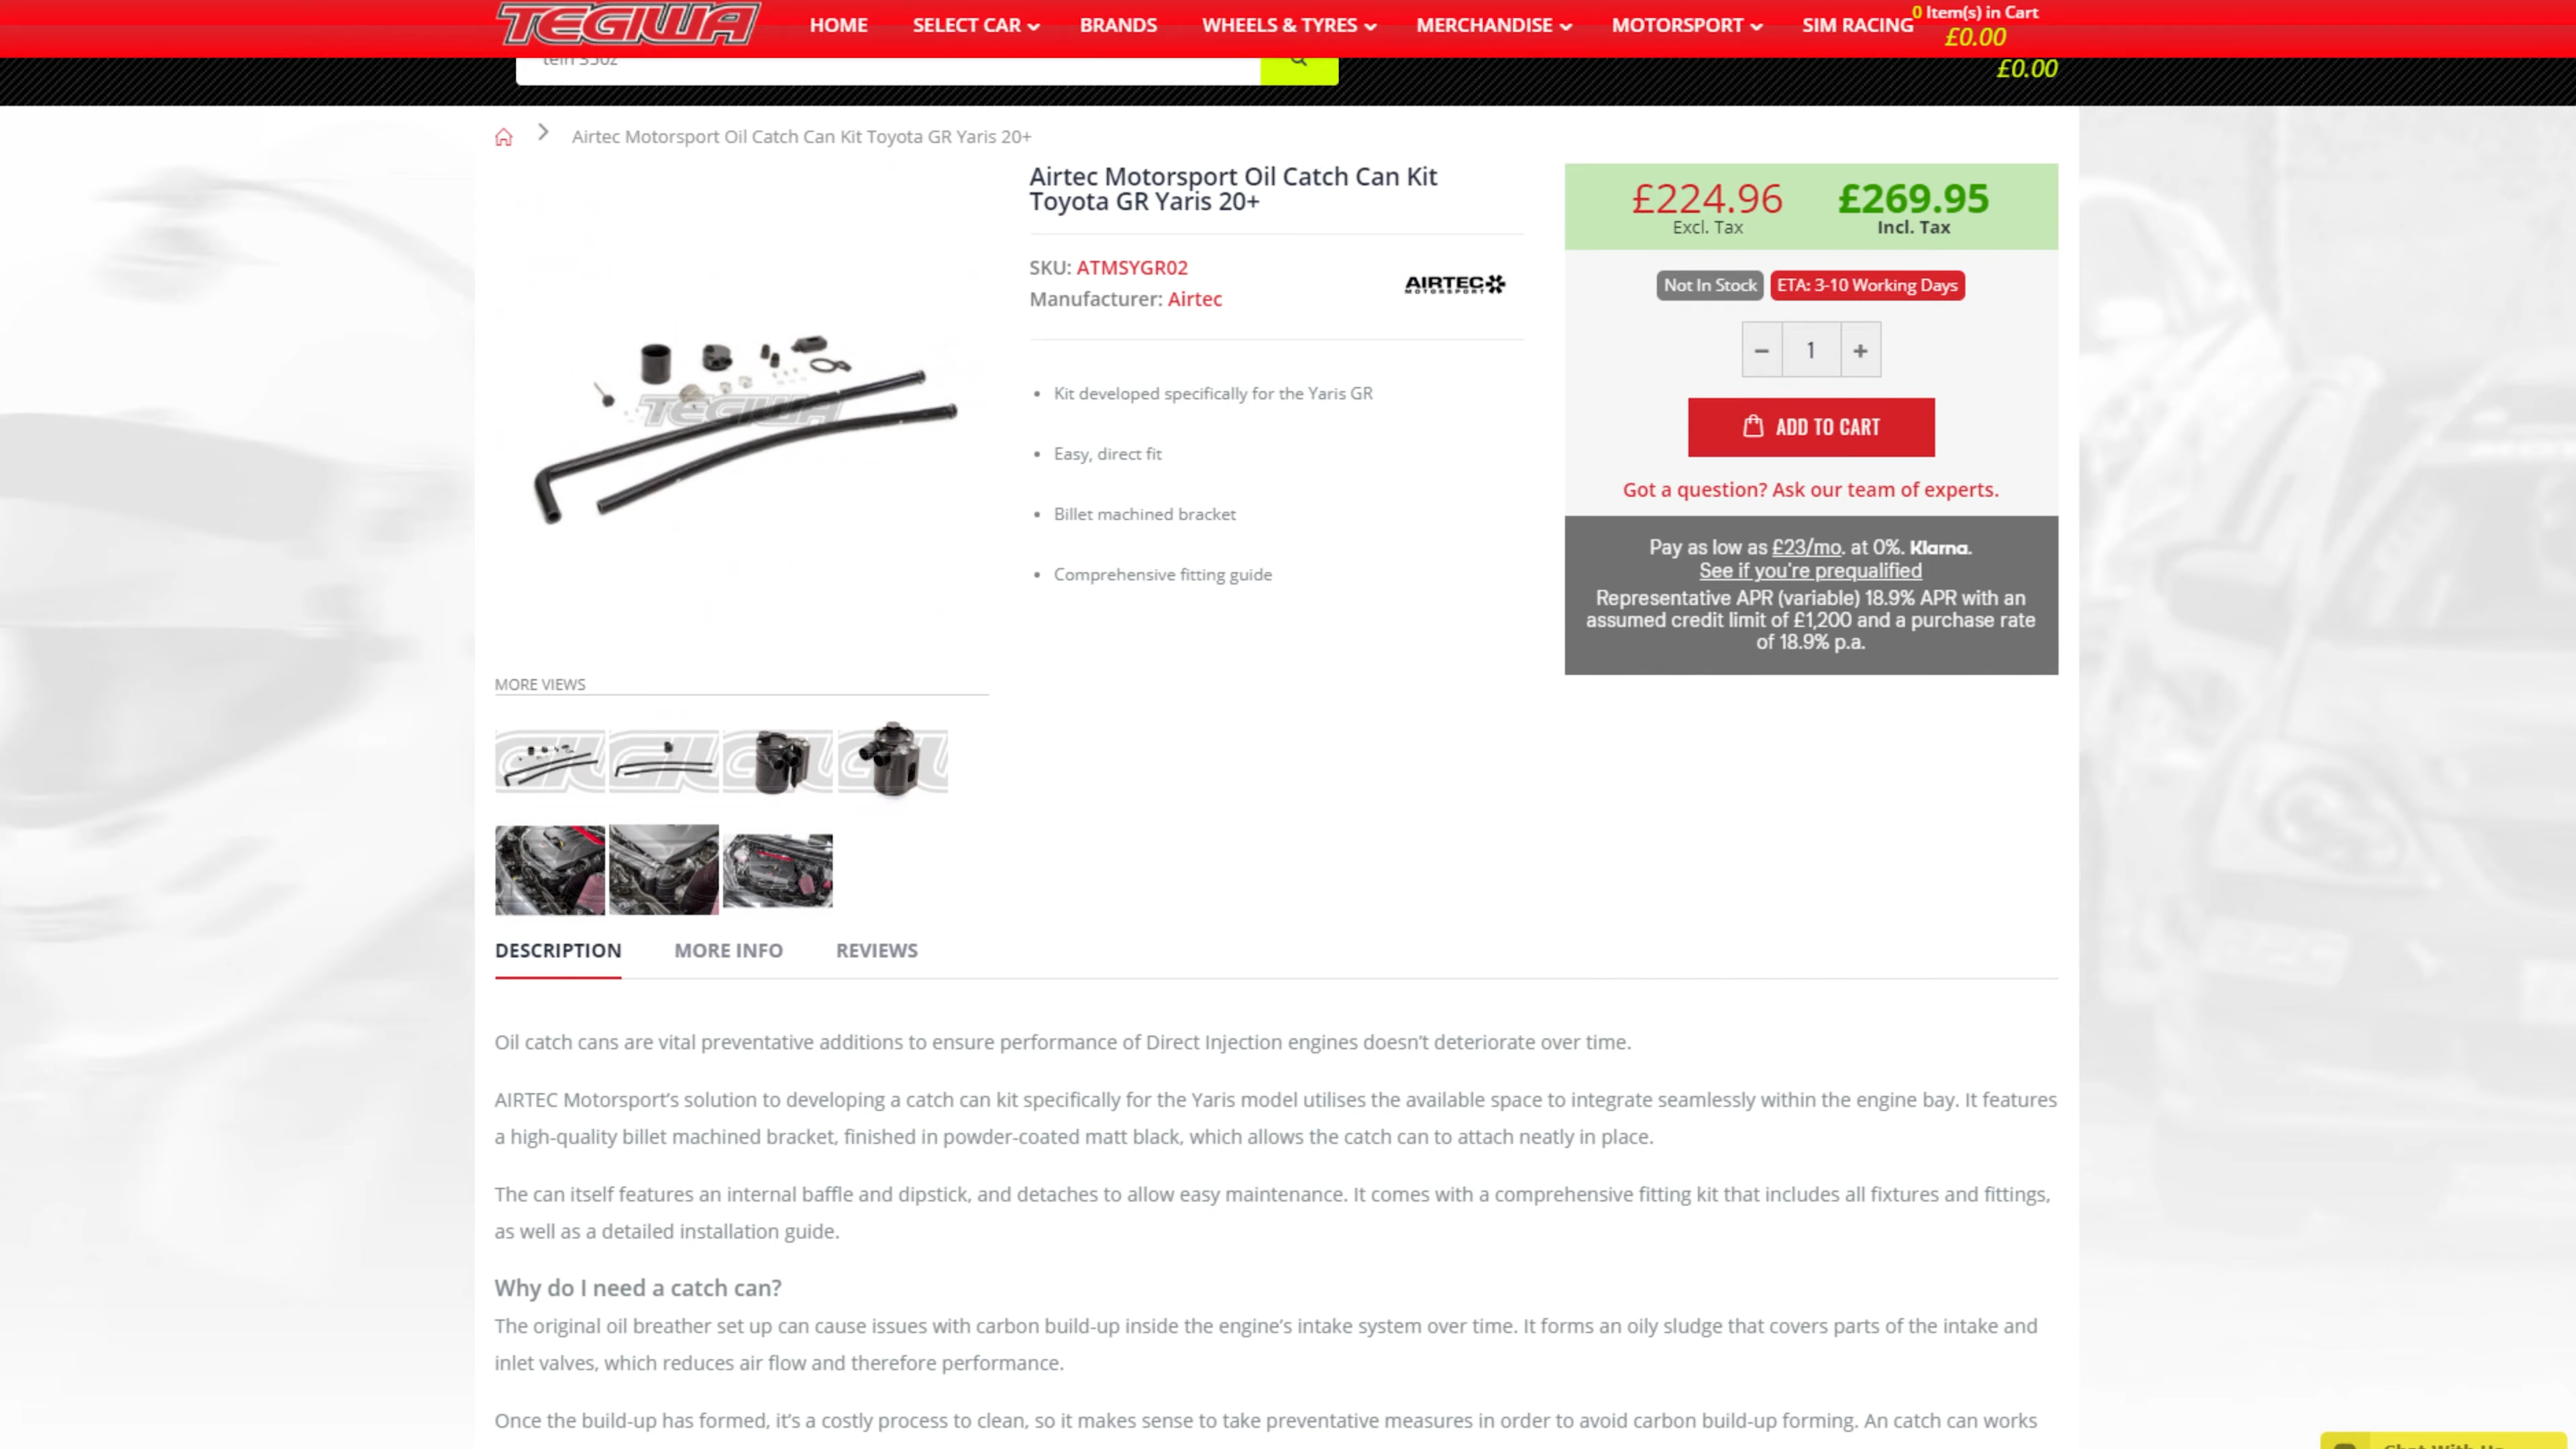 TEGIWA
HOME
SELECT CAR
BRANDS
WHEELS & TYRES
MERCHANDISE
MOTORSPORT
SIM RACING
0 Item(s) in Cart
£0.00
£0.00
Airtec Motorsport Oil Catch Can Kit Toyota GR Yaris 20+
Airtec Motorsport Oil Catch Can Kit
Toyota GR Yaris 20+
SKU: ATMSYGR02
Manufacturer: Airtec
AIRTEC
MOTORSPORT
Kit developed specifically for the Yaris GR
Easy, direct fit
Billet machined bracket
Comprehensive fitting guide
£224.96
Excl. Tax
£269.95
Incl. Tax
Not In Stock
ETA: 3-10 Working Days
− 1 +
ADD TO CART
Got a question? Ask our team of experts.
Pay as low as £23/mo. at 0%. Klarna.
See if you're prequalified
Representative APR (variable) 18.9% APR with an
assumed credit limit of £1,200 and a purchase rate
of 18.9% p.a.
TEGIWA
MORE VIEWS
DESCRIPTION
MORE INFO
REVIEWS
Oil catch cans are vital preventative additions to ensure performance of Direct Injection engines doesn't deteriorate over time.
AIRTEC Motorsport's solution to developing a catch can kit specifically for the Yaris model utilises the available space to integrate seamlessly within the engine bay. It features
a high-quality billet machined bracket, finished in powder-coated matt black, which allows the catch can to attach neatly in place.
The can itself features an internal baffle and dipstick, and detaches to allow easy maintenance. It comes with a comprehensive fitting kit that includes all fixtures and fittings,
as well as a detailed installation guide.
Why do I need a catch can?
The original oil breather set up can cause issues with carbon build-up inside the engine's intake system over time. It forms an oily sludge that covers parts of the intake and
inlet valves, which reduces air flow and therefore performance.
Once the build-up has formed, it's a costly process to clean, so it makes sense to take preventative measures in order to avoid carbon build-up forming. An catch can works